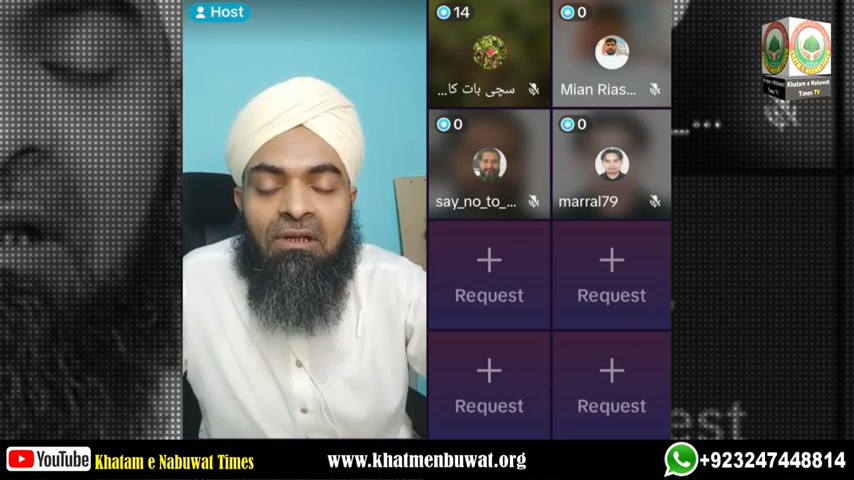 Host
14
سچی بات کا...
0
Mian Rias...
0
say_no_to_...
0
marral79
Request
Request
Request
Request
Khatam e Nabuwat
Times TV
YouTube Khatam e Nabuwat Times
www.khatmenbuwat.org
+923247448814